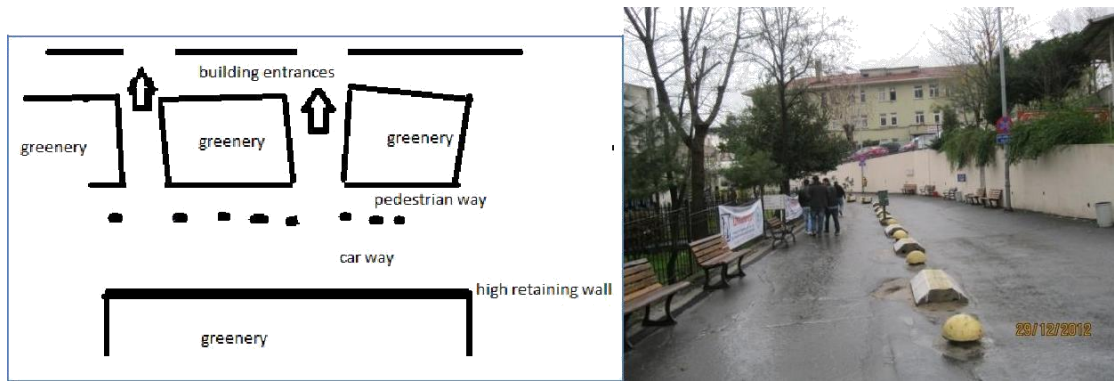 building entrances
greenery
greenery
greenery
pedestrian way
car way
high retaining wall
greenery
29/12/2012